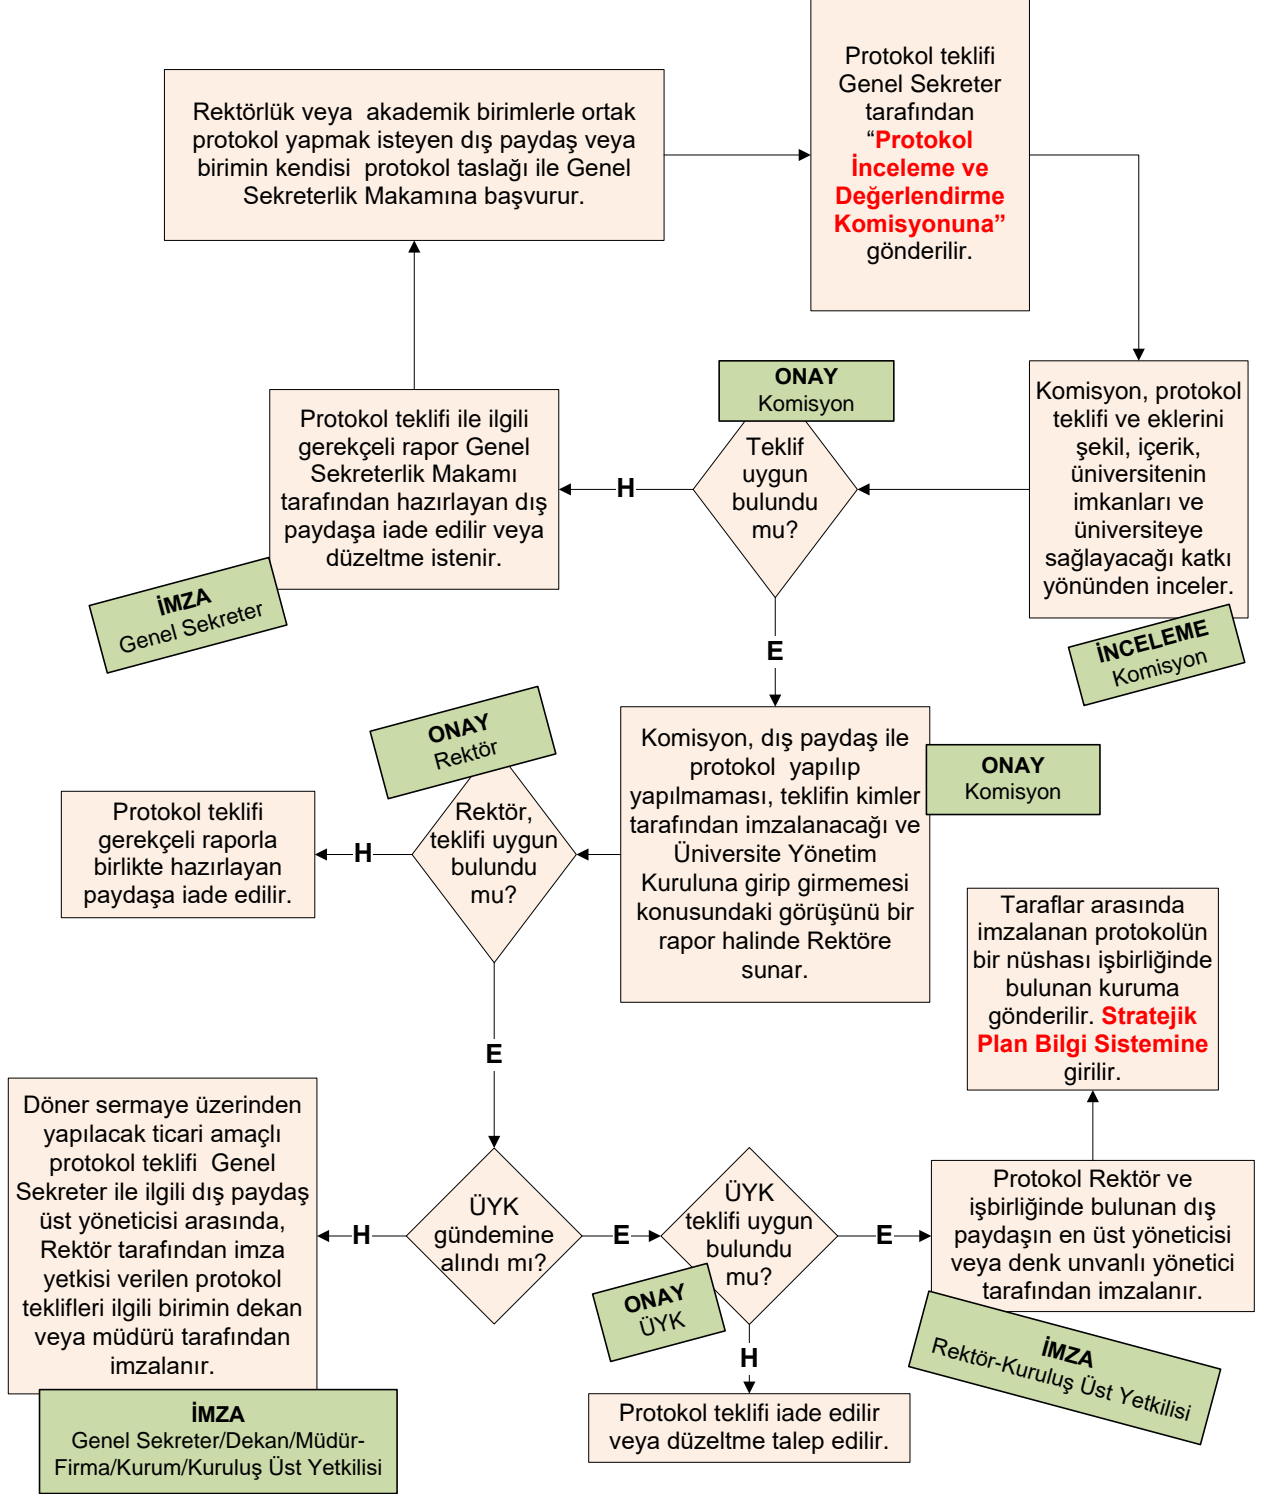 Rektörlük veya  akademik birimlerle ortak
protokol yapmak isteyen dış paydaş veya
birimin kendisi  protokol taslağı ile Genel
Sekreterlik Makamına başvurur.
Protokol teklifi
Genel Sekreter
tarafından
“Protokol
İnceleme ve
Değerlendirme
Komisyonuna”
gönderilir.
Komisyon, protokol
teklifi ve eklerini
şekil, içerik,
üniversitenin
imkanları ve
üniversiteye
sağlayacağı katkı
yönünden inceler.
İNCELEME
Komisyon
ONAY
Komisyon
Teklif
uygun
bulundu
mu?
H
Protokol teklifi ile ilgili
gerekçeli rapor Genel
Sekreterlik Makamı
tarafından hazırlayan dış
paydaşa iade edilir veya
düzeltme istenir.
İMZA
Genel Sekreter
E
Komisyon, dış paydaş ile
protokol  yapılıp
yapılmaması, teklifin kimler
tarafından imzalanacağı ve
Üniversite Yönetim
Kuruluna girip girmemesi
konusundaki görüşünü bir
rapor halinde Rektöre
sunar.
ONAY
Komisyon
ONAY
Rektör
Rektör,
teklifi uygun
bulundu
mu?
H
Protokol teklifi
gerekçeli raporla
birlikte hazırlayan
paydaşa iade edilir.
E
ÜYK
gündemine
alındı mı?
H
Döner sermaye üzerinden
yapılacak ticari amaçlı
protokol teklifi  Genel
Sekreter ile ilgili dış paydaş
üst yöneticisi arasında,
Rektör tarafından imza
yetkisi verilen protokol
teklifleri ilgili birimin dekan
veya müdürü tarafından
imzalanır.
İMZA
Genel Sekreter/Dekan/Müdür-
Firma/Kurum/Kuruluş Üst Yetkilisi
E
ÜYK
teklifi uygun
bulundu
mu?
ONAY
ÜYK
H
Protokol teklifi iade edilir
veya düzeltme talep edilir.
E
Protokol Rektör ve
işbirliğinde bulunan dış
paydaşın en üst yöneticisi
veya denk unvanlı yönetici
tarafından imzalanır.
İMZA
Rektör-Kuruluş Üst Yetkilisi
Taraflar arasında
imzalanan protokolün
bir nüshası işbirliğinde
bulunan kuruma
gönderilir. Stratejik
Plan Bilgi Sistemine
girilir.